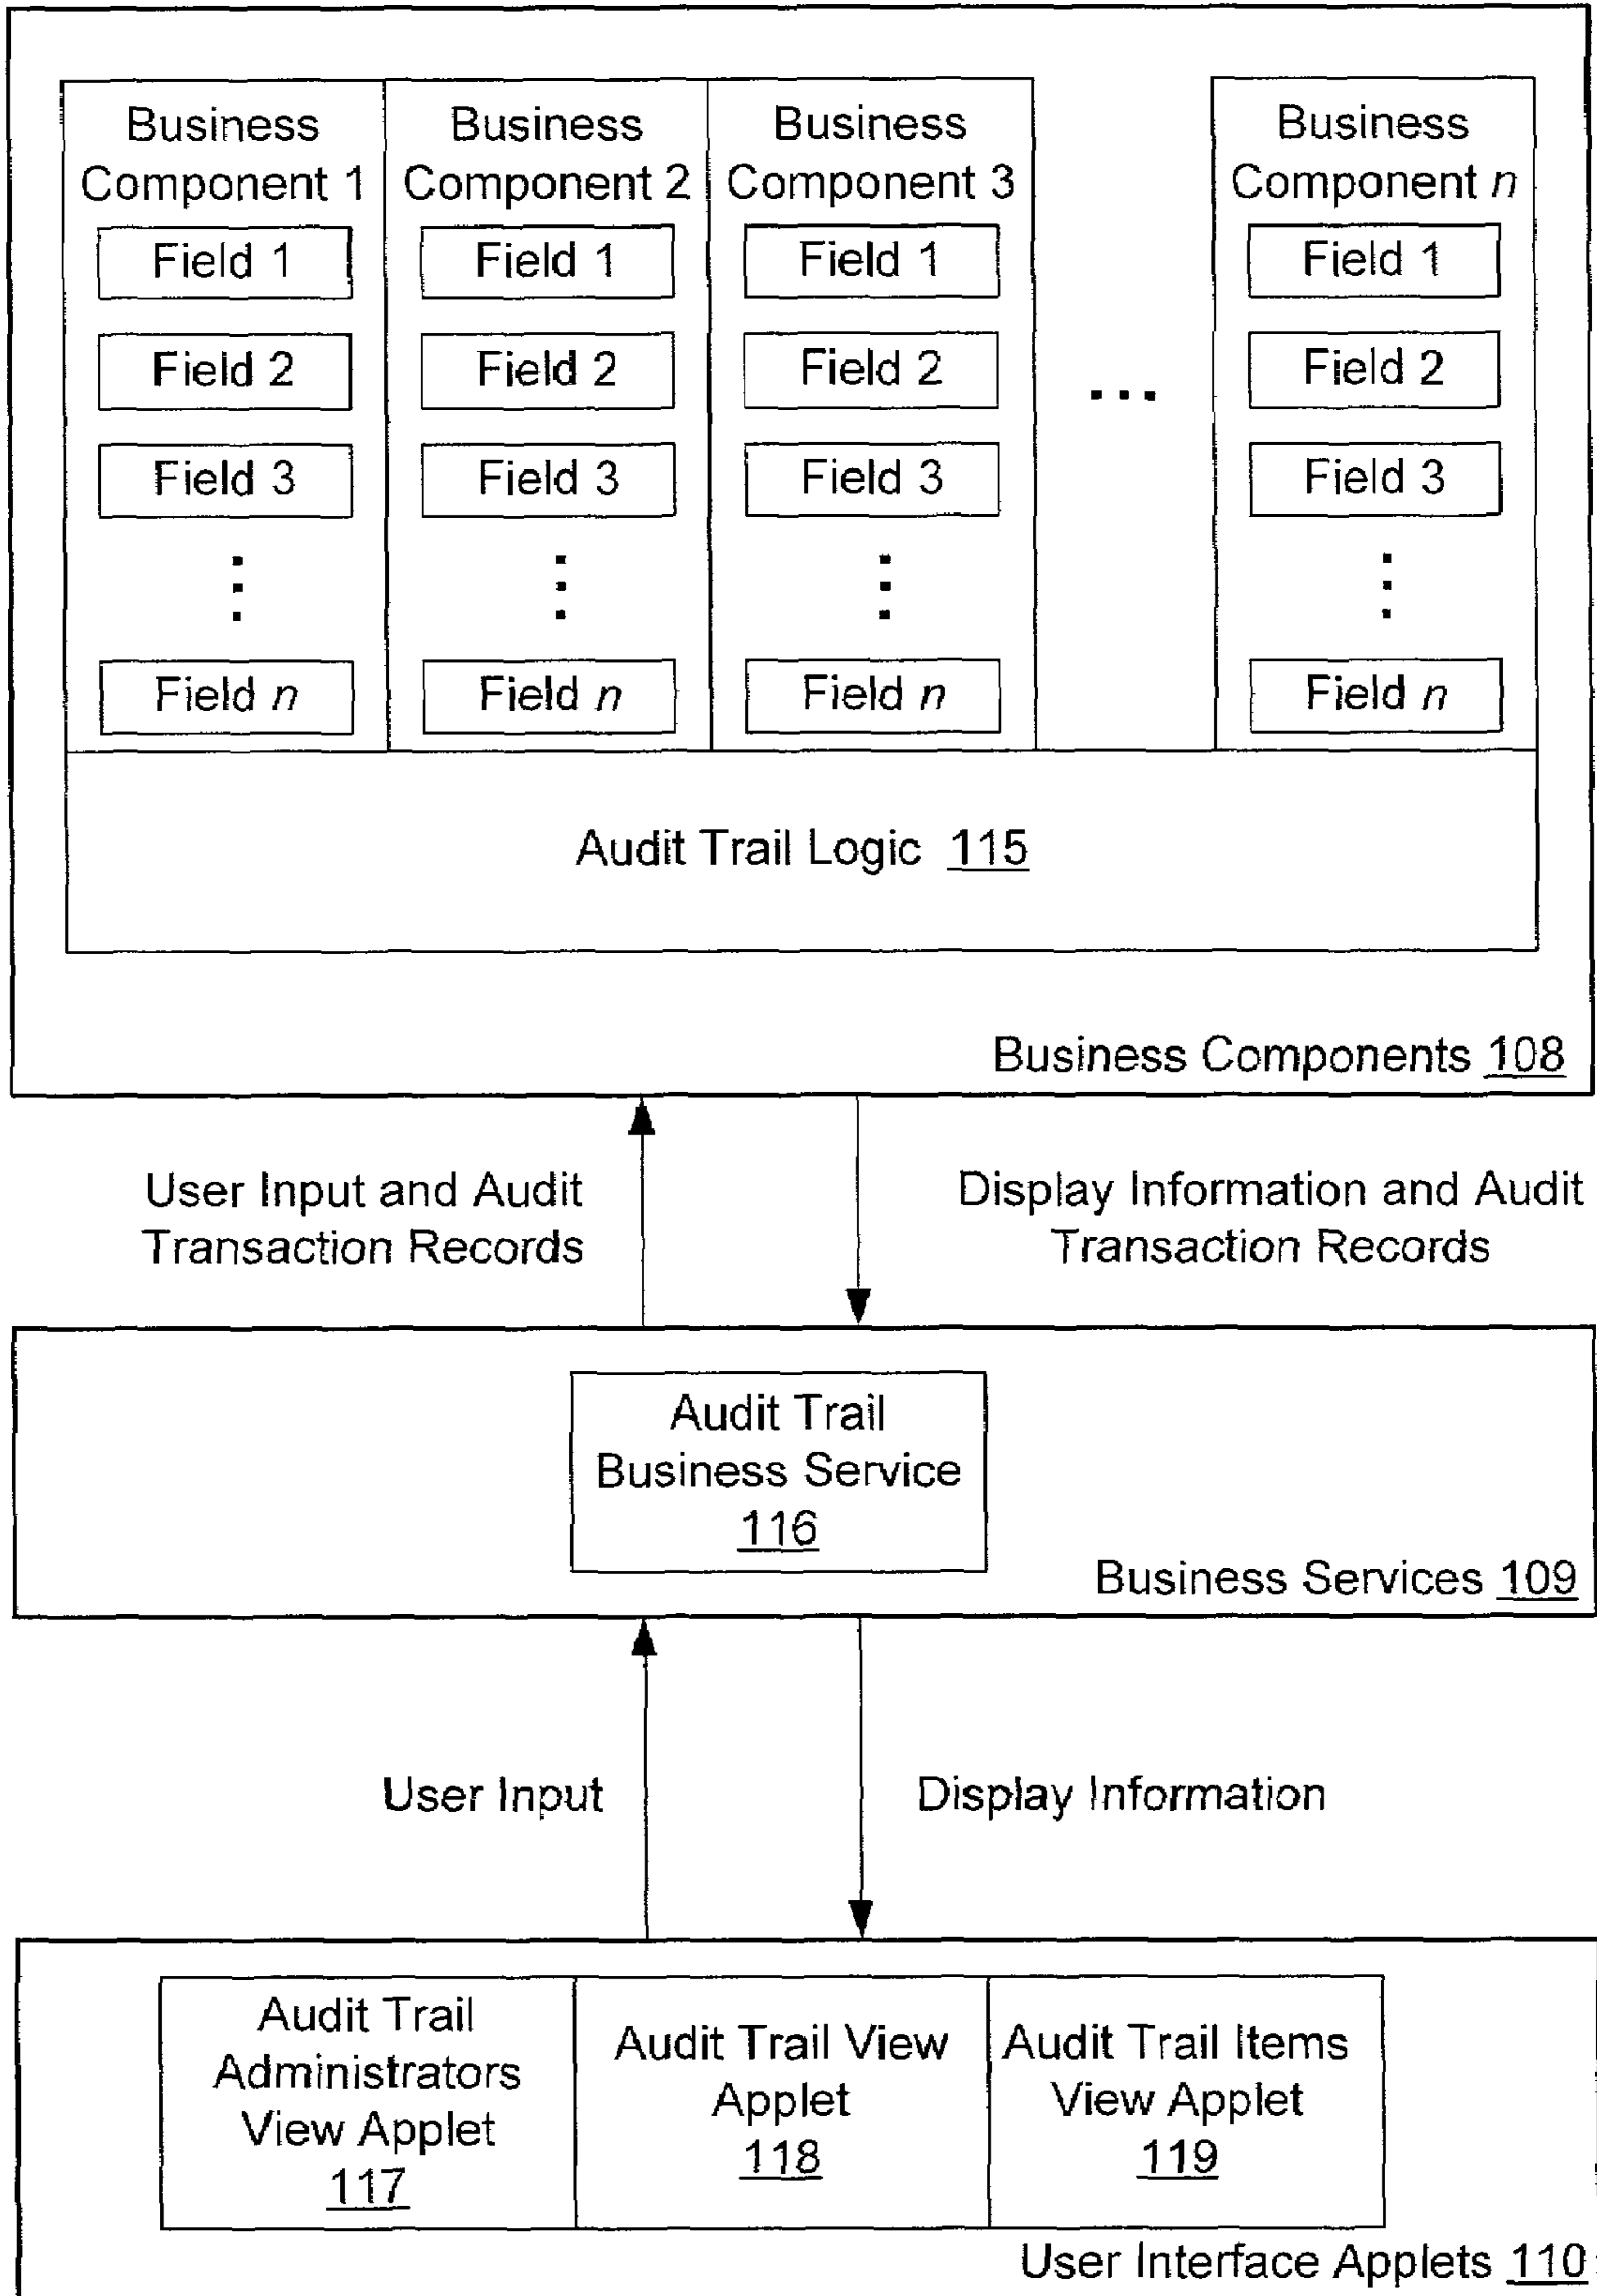 Business
Component 1
Field 1
Field 2
Field 3
Field n
Business
Component 2
Field 1
Field 2
Field 3
Field n
Business
Component 3
Field 1
Field 2
Field 3
Field n
...
Business
Component n
Field 1
Field 2
Field 3
Field n
Audit Trail Logic 115
Business Components 108
User Input and Audit
Transaction Records
Display Information and Audit
Transaction Records
Audit Trail
Business Service
116
Business Services 109
User Input
Display Information
Audit Trail
Administrators
View Applet
117
Audit Trail View
Applet
118
Audit Trail Items
View Applet
119
User Interface Applets 110